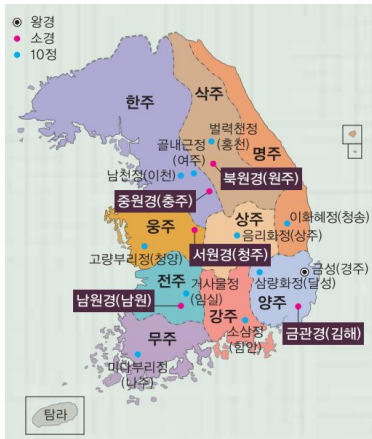 왕경
소경
10정
한주
삭주
벌력천정
(홍천)
골내근정
(여주)
명주
남천정(이천)
북원경(원주)
중원경(충주)
상주
이화혜정(청송)
웅주
음리화정(상주)
서원경(청주)
고량부리정(청양)
금성(경주)
전주
거사물정
(임실)
삼량화정(달성)
양주
남원경(남원)
강주
소삼정
(함안)
금관경(김해)
무주
미다부리정
(나주)
탐라